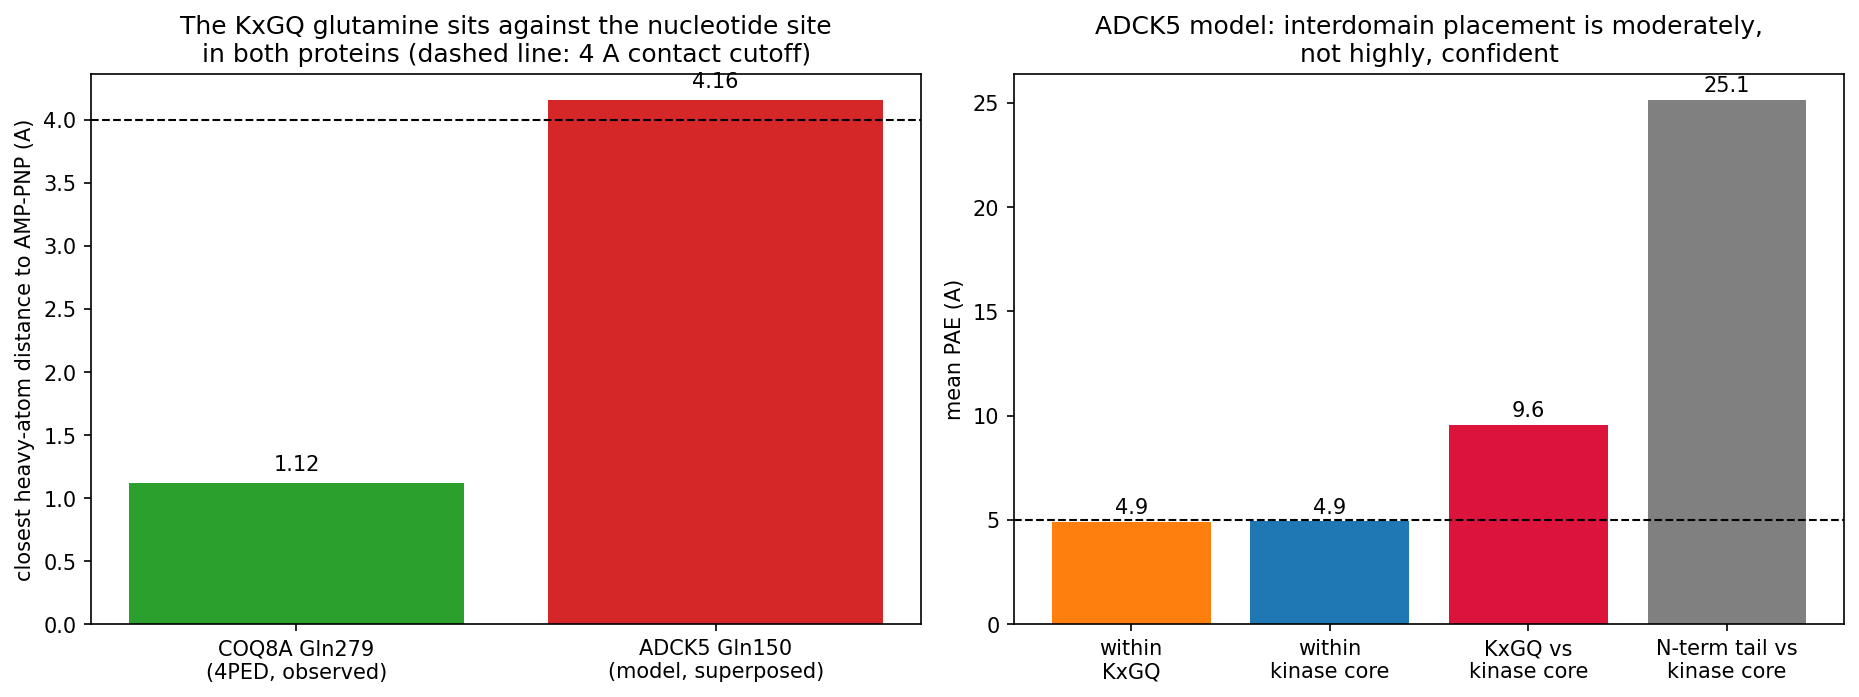 The KxGQ glutamine sits against the nucleotide site
in both proteins (dashed line: 4 A contact cutoff)
closest heavy-atom distance to AMP-PNP (A)
4.0
3.5
3.0
2.5
2.0
1.5
1.0
0.5
0.0
1.12
4.16
COQ8A Gln279
(4PED, observed)
ADCK5 Gln150
(model, superposed)
ADCK5 model: interdomain placement is moderately,
not highly, confident
mean PAE (A)
25
20
15
10
5
0
4.9
4.9
9.6
25.1
within
KxGQ
within
kinase core
KxGQ vs
kinase core
N-term tail vs
kinase core